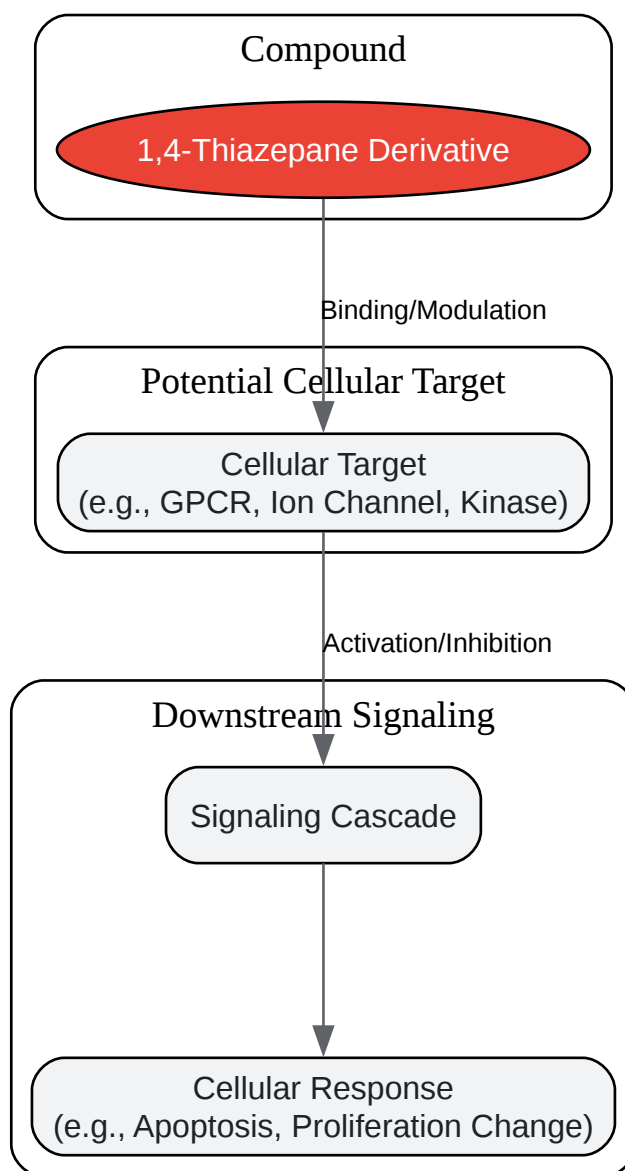 Compound
1,4-Thiazepane Derivative
Binding/Modulation
Potential Cellular Target
Cellular Target
(e.g., GPCR, Ion Channel, Kinase)
Activation/Inhibition
Downstream Signaling
Signaling Cascade
Cellular Response
(e.g., Apoptosis, Proliferation Change)